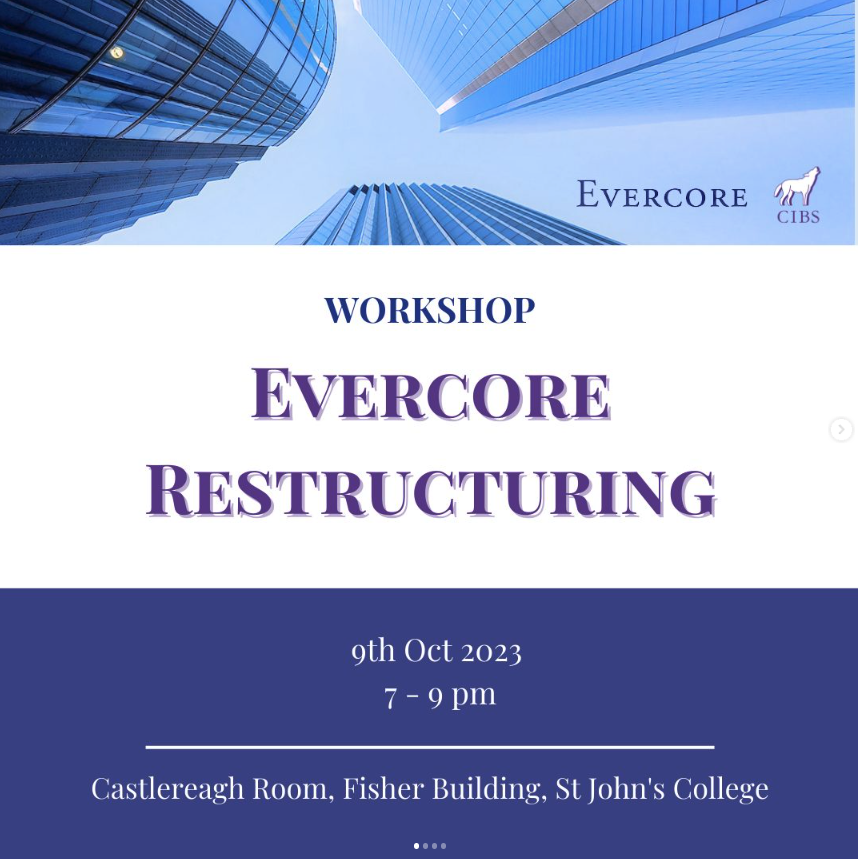 EVERCORE
CIBS
WORKSHOP
EVERCORE
RESTRUCTURING
9th Oct 2023
7 - 9 pm
Castlereagh Room, Fisher Building, St John's College